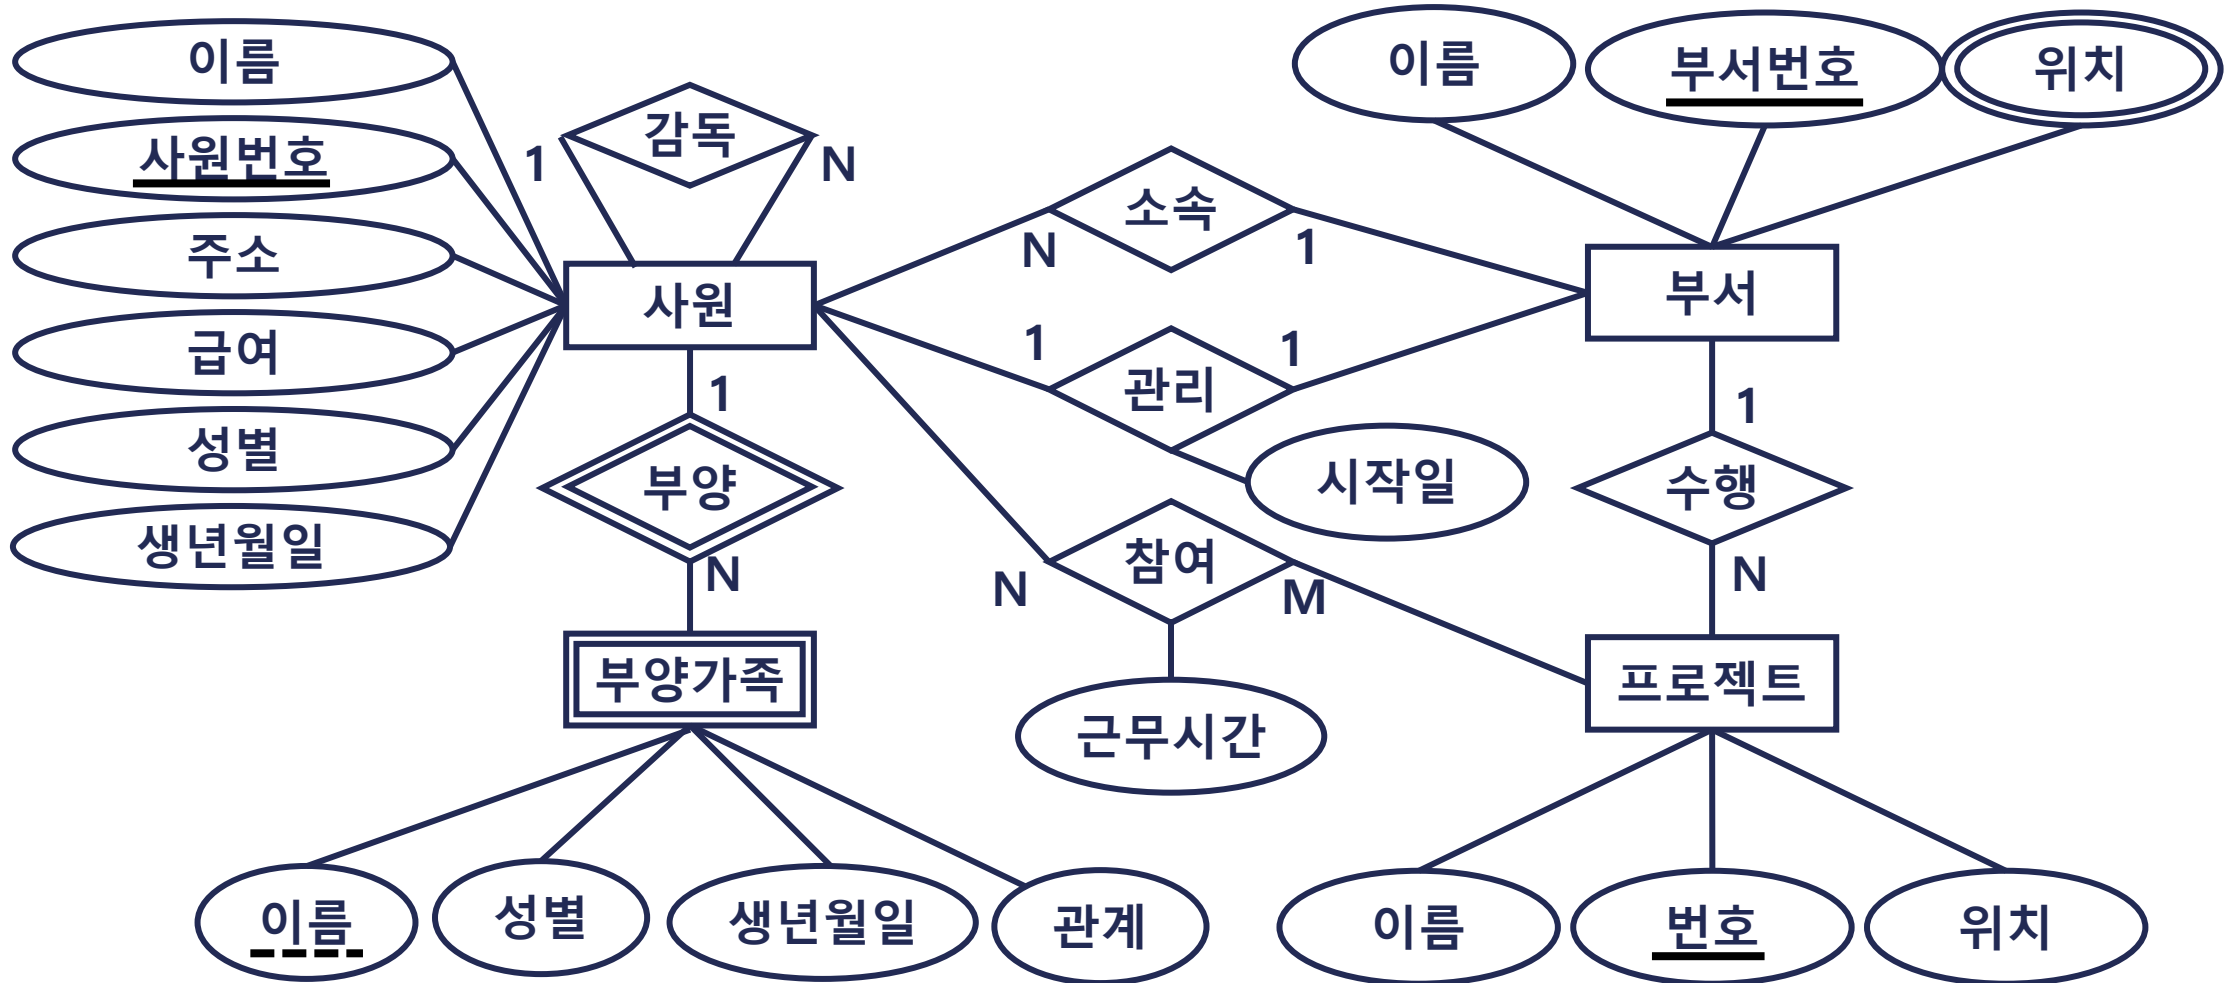 이름
사원번호
주소
급여
성별
생년월일
감독
1
N
사원
1
부양
N
부양가족
이름
성별
생년월일
관계
소속
N
1
관리
1
1
시작일
참여
N
M
근무시간
이름
부서번호
위치
부서
1
수행
N
프로젝트
이름
번호
위치